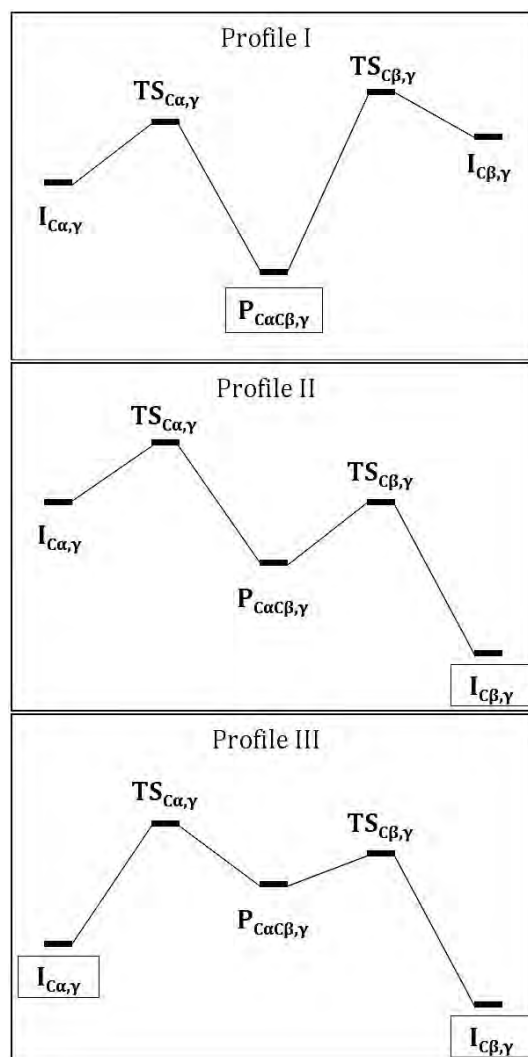 Profile I
TSCα,γ
TSCβ,γ
ICα,γ
ICβ,γ
PCαCβ,γ
Profile II
TSCα,γ
TSCβ,γ
ICα,γ
PCαCβ,γ
ICβ,γ
Profile III
TSCα,γ
TSCβ,γ
PCαCβ,γ
ICα,γ
ICβ,γ